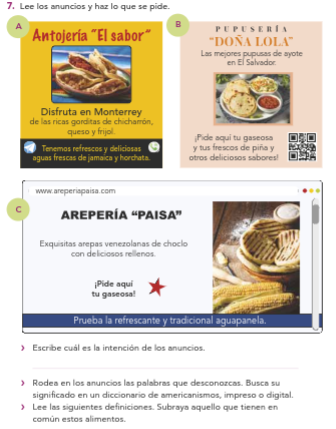 7. Lee los anuncios y haz lo que se pide.
A
Antojería "El sabor"
Disfruta en Monterrey
de las ricas gorditas de chicharrón,
queso y frijol.
Tenemos refrescos y deliciosas
aguas frescas de jamaica y horchata.
B
PUPUSERÍA
"DOÑA LOLA"
Las mejores pupusas de ayote
en El Salvador.
¡Pide aquí tu gaseosa
y tus frescos de piña y
otros deliciosos sabores!
www.areperiapaisa.com
C
AREPERÍA "PAISA"
Exquisitas arepas venezolanas de choclo
con deliciosos rellenos.
¡Pide aquí
tu gaseosa!
Prueba la refrescante y tradicional aguapanela.
Escribe cuál es la intención de los anuncios.
Rodea en los anuncios las palabras que desconozcas. Busca su
significado en un diccionario de americanismos, impreso o digital.
Lee las siguientes definiciones. Subraya aquello que tienen en
común estos alimentos.